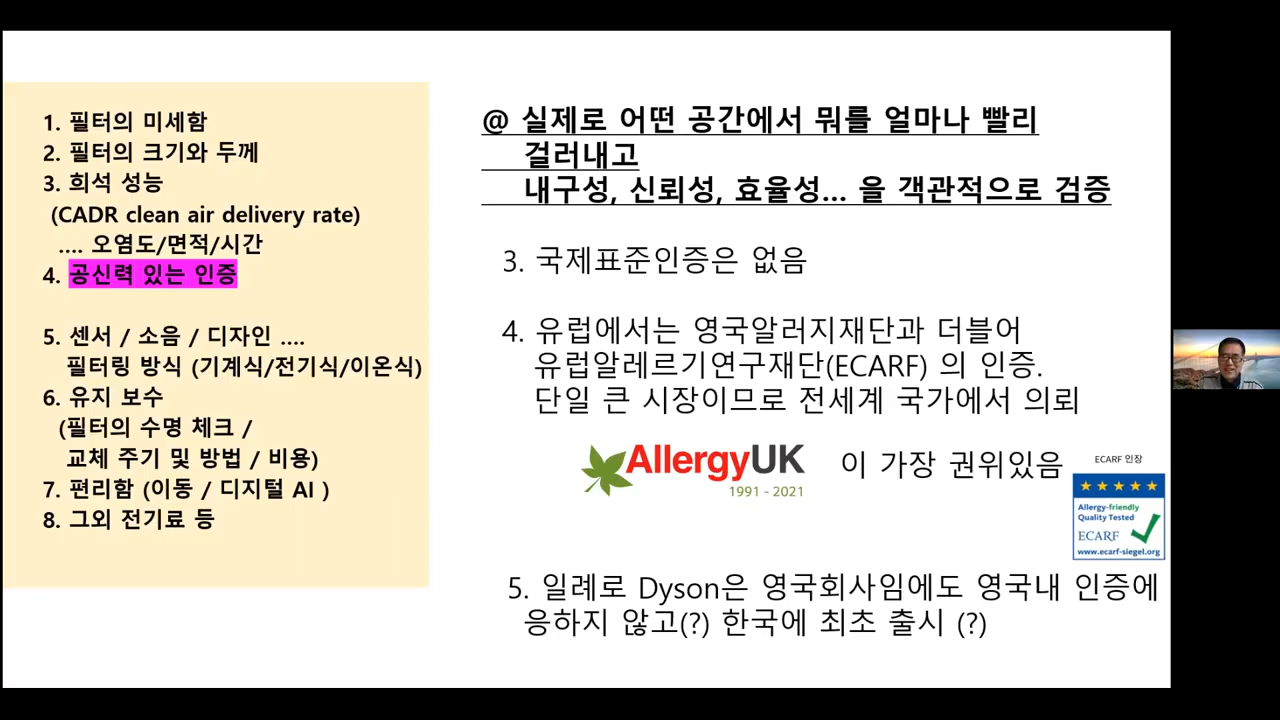 1. 필터의 미세함
2. 필터의 크기와 두께
3. 희석 성능
(CADR clean air delivery rate)
.... 오염도/면적/시간
4. 공신력 있는 인증
5. 센서 / 소음 / 디자인 ....
필터링 방식 (기계식/전기식/이온식)
6. 유지 보수
(필터의 수명 체크 /
교체 주기 및 방법 / 비용)
7. 편리함 (이동 / 디지털 AI )
8. 그외 전기료 등
@ 실제로 어떤 공간에서 뭐를 얼마나 빨리
걸러내고
내구성, 신뢰성, 효율성... 을 객관적으로 검증
3. 국제표준인증은 없음
4. 유럽에서는 영국알러지재단과 더불어
유럽알레르기연구재단(ECARF) 의 인증.
단일 큰 시장이므로 전세계 국가에서 의뢰
AllergyUK
1991 - 2021
이 가장 권위있음
ECARF 인장
Allergy-friendly
Quality Tested
ECARF
www.ecarf-siegel.org
5. 일례로 Dyson은 영국회사임에도 영국내 인증에
응하지 않고(?) 한국에 최초 출시 (?)